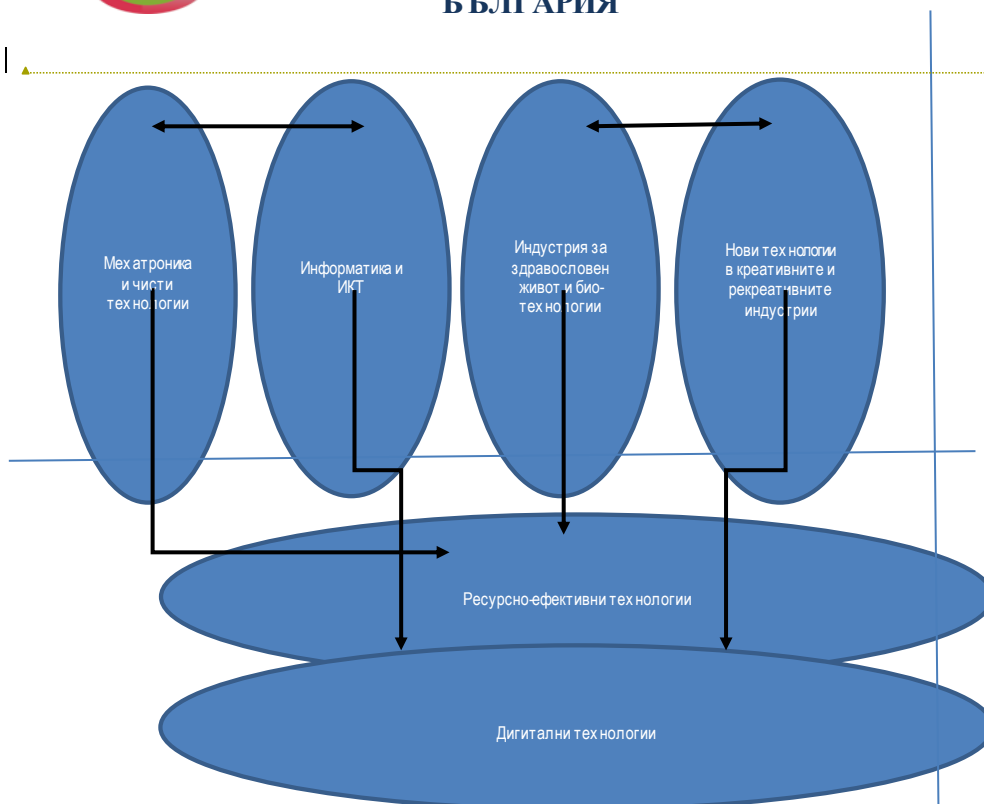 БЪЛГАРИЯ
Мехатроника
и чисти
технологии
Информатика и
ИКТ
Индустрия за
здравословен
живот и био-
технологии
Нови технологии
в креативните и
рекреативните
индустрии
Ресурсно-ефективни технологии
Дигитални технологии